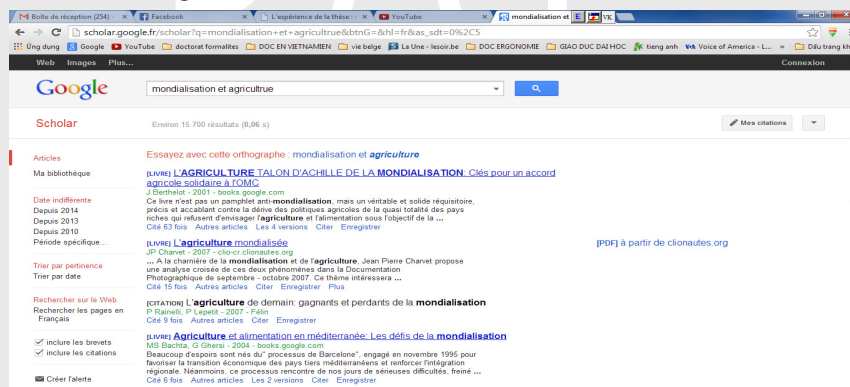 Boîte de réception (254) - 
Facebook
L'expérience de la thèse :
YouTube
mondialisation et
E
VK
scholar.google.fr/scholar?q=mondialisation+et+agricultrue&btnG=&hl=fr&as_sdt=0%2C5
Ứng dụng Google YouTube doctorat formalites DOC EN VIETNAMIEN vie belge La Une - lesoir.be DOC ERGONOMIE GIAO DUC DAI HOC tieng anh Voice of America - L... » Dấu trang kh
Web Images Plus... Connexion
Google mondialisation et agricultrue
Scholar Environ 15 700 résultats (0,06 s) Mes citations
Articles
Ma bibliothèque
Date indifférente
Depuis 2014
Depuis 2013
Depuis 2010
Période spécifique...
Trier par pertinence
Trier par date
Rechercher sur le Web
Rechercher les pages en
Français
inclure les brevets
inclure les citations
Créer l'alerte
Essayez avec cette orthographe : mondialisation et agriculture
[LIVRE] L'AGRICULTURE TALON D'ACHILLE DE LA MONDIALISATION: Clés pour un accord
agricole solidaire à l'OMC
J Berthelot - 2001 - books.google.com
Ce livre n'est pas un pamphlet anti-mondialisation, mais un véritable et solide réquisitoire,
précis et accablant contre la dérive des politiques agricoles de la quasi totalité des pays
riches qui refusent d'envisager l'agriculture et l'alimentation sous l'objectif de la ...
Cité 63 fois Autres articles Les 4 versions Citer Enregistrer
[LIVRE] L'agriculture mondialisée
JP Charvet - 2007 - clio-cr.clionautes.org
... A la charnière de la mondialisation et de l'agriculture, Jean Pierre Charvet propose
une analyse croisée de ces deux phénomènes dans la Documentation
Photographique de septembre - octobre 2007. Ce thème intéressera ...
Cité 15 fois Autres articles Citer Enregistrer Plus
[PDF] à partir de clionautes.org
[CITATION] L'agriculture de demain: gagnants et perdants de la mondialisation
P Rainelli, P Lepetit - 2007 - Félin
Cité 9 fois Autres articles Citer Enregistrer
[LIVRE] Agriculture et alimentation en méditerranée: Les défis de la mondialisation
MS Bachta, G Ghersi - 2004 - books.google.com
Beaucoup d'espoirs sont nés du" processus de Barcelone", engagé en novembre 1995 pour
favoriser la transition économique des pays tiers méditerranéens et renforcer l'intégration
régionale. Néanmoins, ce processus rencontre de nos jours de sérieuses difficultés, freiné ...
Cité 6 fois Autres articles Les 2 versions Citer Enregistrer